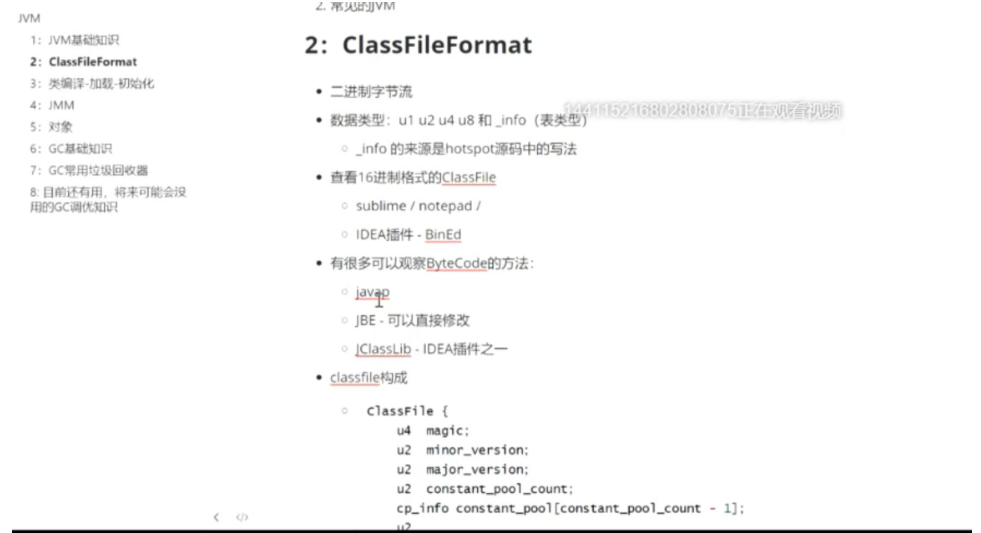 JVM
1：JVM基础知识
2：ClassFileFormat
3：类编译-加载-初始化
4：JMM
5：对象
6：GC基础知识
7：GC常用垃圾回收器
8: 目前还有用，将来可能会没
用的GC调优知识
2. 常见的JVM
2：ClassFileFormat
二进制字节流
数据类型：u1 u2 u4 u8 和 _info（表类型）
144115216802808075正在观看视频
_info 的来源是hotspot源码中的写法
查看16进制格式的ClassFile
sublime / notepad /
IDEA插件 - BinEd
有很多可以观察ByteCode的方法：
javap
JBE - 可以直接修改
JClassLib - IDEA插件之一
classfile构成
ClassFile {
u4 magic;
u2 minor_version;
u2 major_version;
u2 constant_pool_count;
cp_info constant_pool[constant_pool_count - 1];
u2